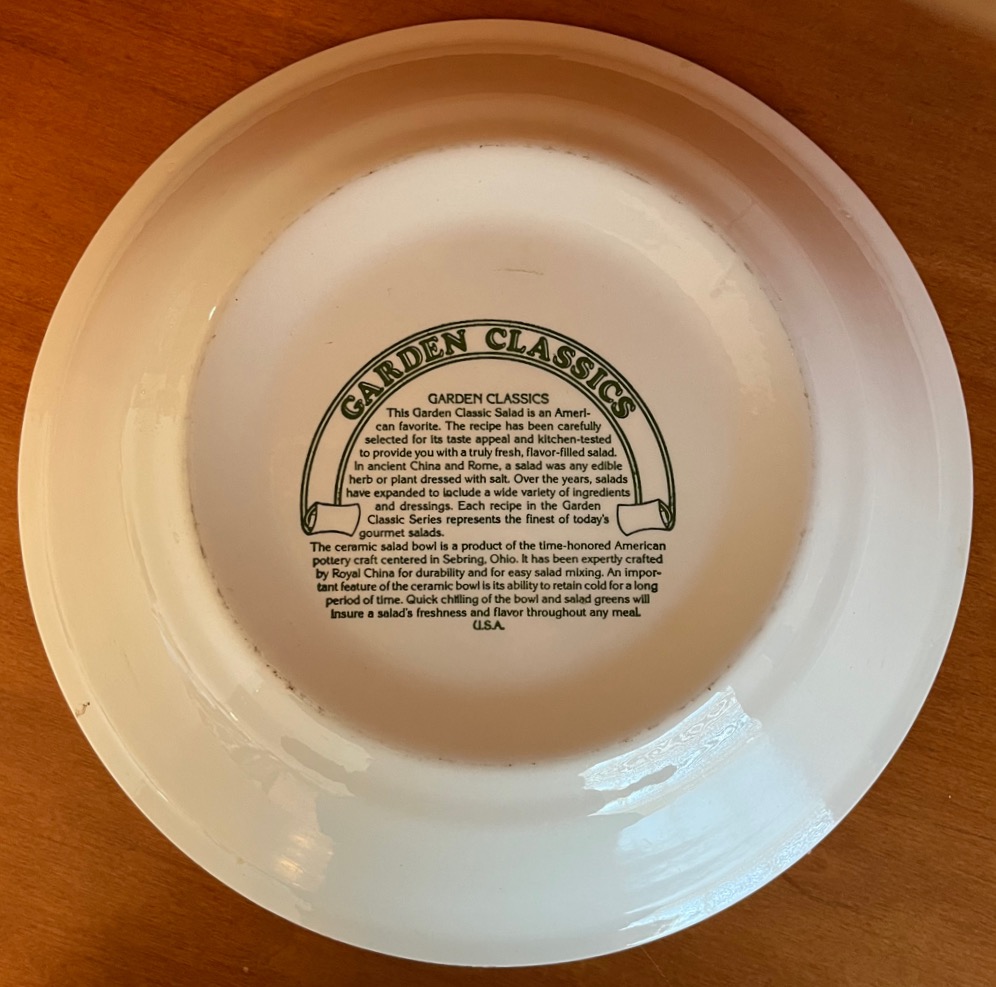 GARDEN CLASSICS
GARDEN CLASSICS
This Garden Classic Salad is an Ameri-
can favorite. The recipe has been carefully
selected for its taste appeal and kitchen-tested
to provide you with a truly fresh, flavor-filled salad.
In ancient China and Rome, a salad was any edible
herb or plant dressed with salt. Over the years, salads
have expanded to include a wide variety of ingredients
and dressings. Each recipe in the Garden
Classic Series represents the finest of today's
gourmet salads.
The ceramic salad bowl is a product of the time-honored American
pottery craft centered in Sebring, Ohio. It has been expertly crafted
by Royal China for durability and for easy salad mixing. An impor-
tant feature of the ceramic bowl is its ability to retain cold for a long
period of time. Quick chilling of the bowl and salad greens will
insure a salad's freshness and flavor throughout any meal.
U.S.A.